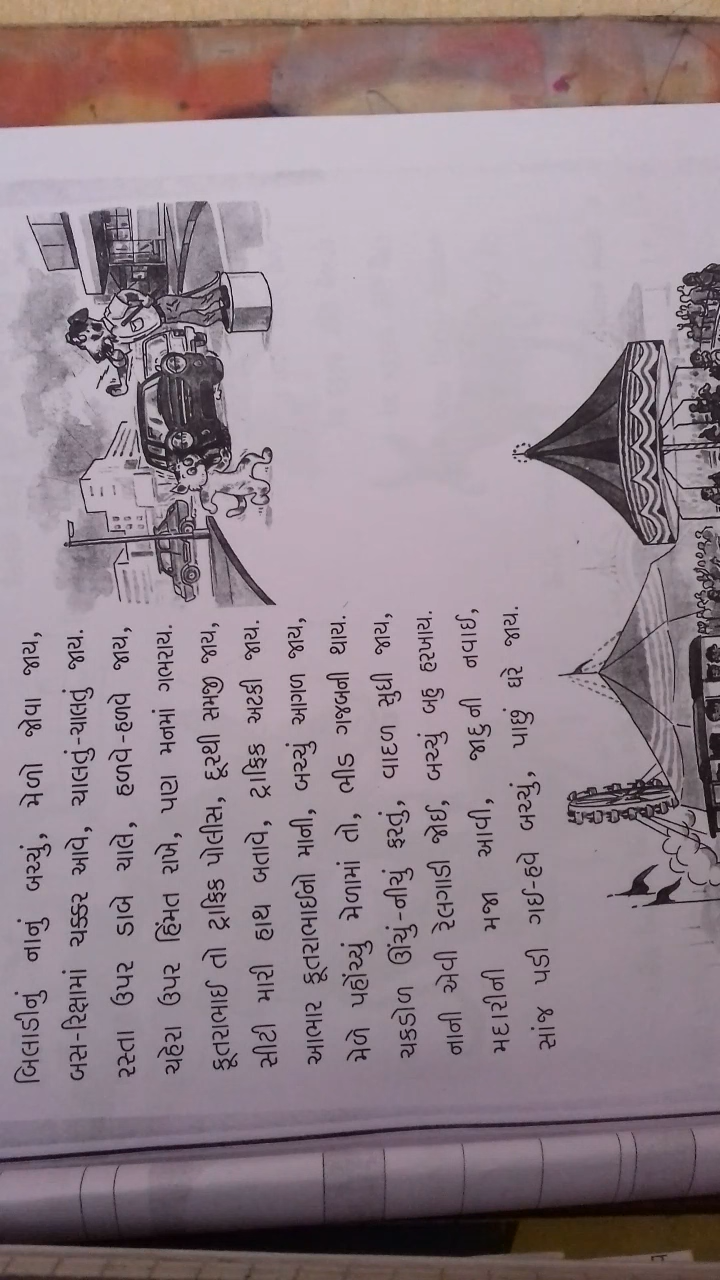 બિલાડીનું નાનું બચ્ચું, મેળો જોવા જાય,
બસ-રિક્ષામાં ચક્કર આવે, ચાલતું-ચાલતું જાય.
રસ્તા ઉપર ડાબે ચાલે, હળવે-હળવે જાય,
ચહેરા ઉપર હિંમત રાખે, પણ મનમાં ગભરાય.
કૂતરાભાઈ તો ટ્રાફિક પોલીસ, દૂરથી સમજી જાય,
સીટી મારી હાથ બતાવે, ટ્રાફિક અટકી જાય.
આભાર કૂતરાભાઈનો માની, બચ્ચું આગળ જાય,
મેળે પહોંચ્યું મેળામાં તો, ભીડ ગજબની થાય.
ચકડોળ ઊંચું-નીચું ફરતું, વાદળ સુધી જાય,
નાની એવી રેલગાડી જોઈ, બચ્ચું બહુ હરખાય.
મદારીની મજા આવી, જાદુની નવાઈ,
સાંજ પડી ગઈ-હવે બચ્ચું, પાછું ઘરે જાય.